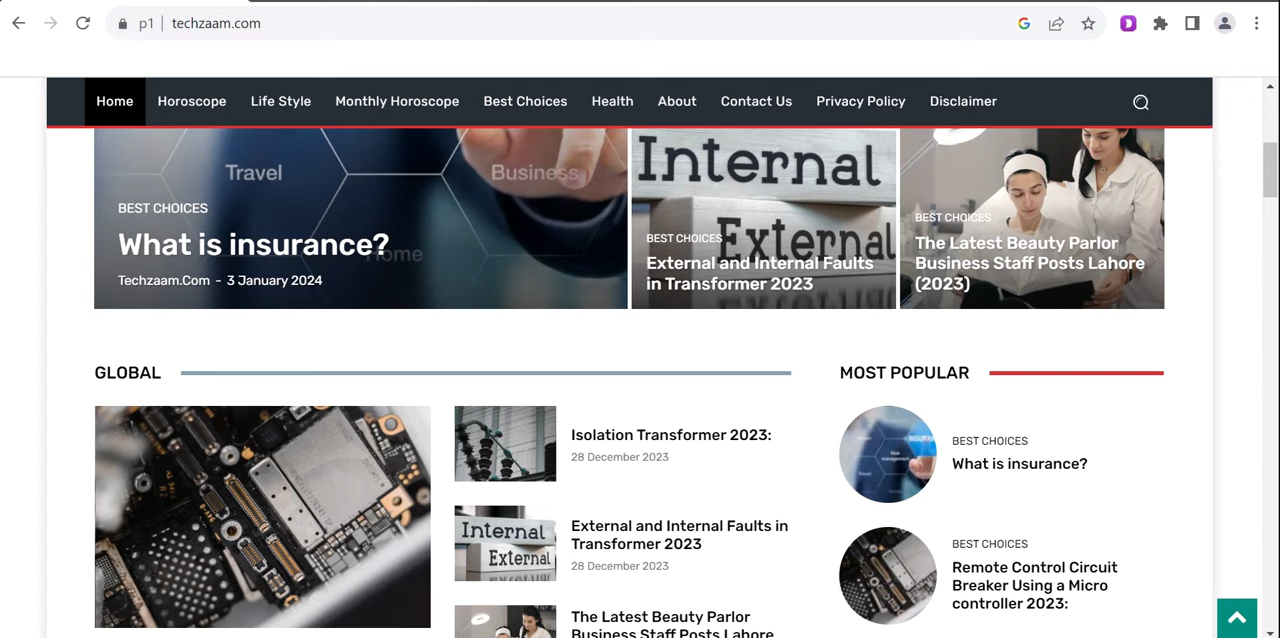 p1 | techzaam.com
Home Horoscope Life Style Monthly Horoscope Best Choices Health About Contact Us Privacy Policy Disclaimer
Travel
Business
Home
BEST CHOICES
What is insurance?
Techzaam.Com - 3 January 2024
Internal
External
BEST CHOICES
External and Internal Faults
in Transformer 2023
BEST CHOICES
The Latest Beauty Parlor
Business Staff Posts Lahore
(2023)
GLOBAL
Isolation Transformer 2023:
28 December 2023
Internal
External
External and Internal Faults in
Transformer 2023
28 December 2023
The Latest Beauty Parlor
Business Staff Posts Lahore
MOST POPULAR
BEST CHOICES
What is insurance?
BEST CHOICES
Remote Control Circuit
Breaker Using a Micro
controller 2023: